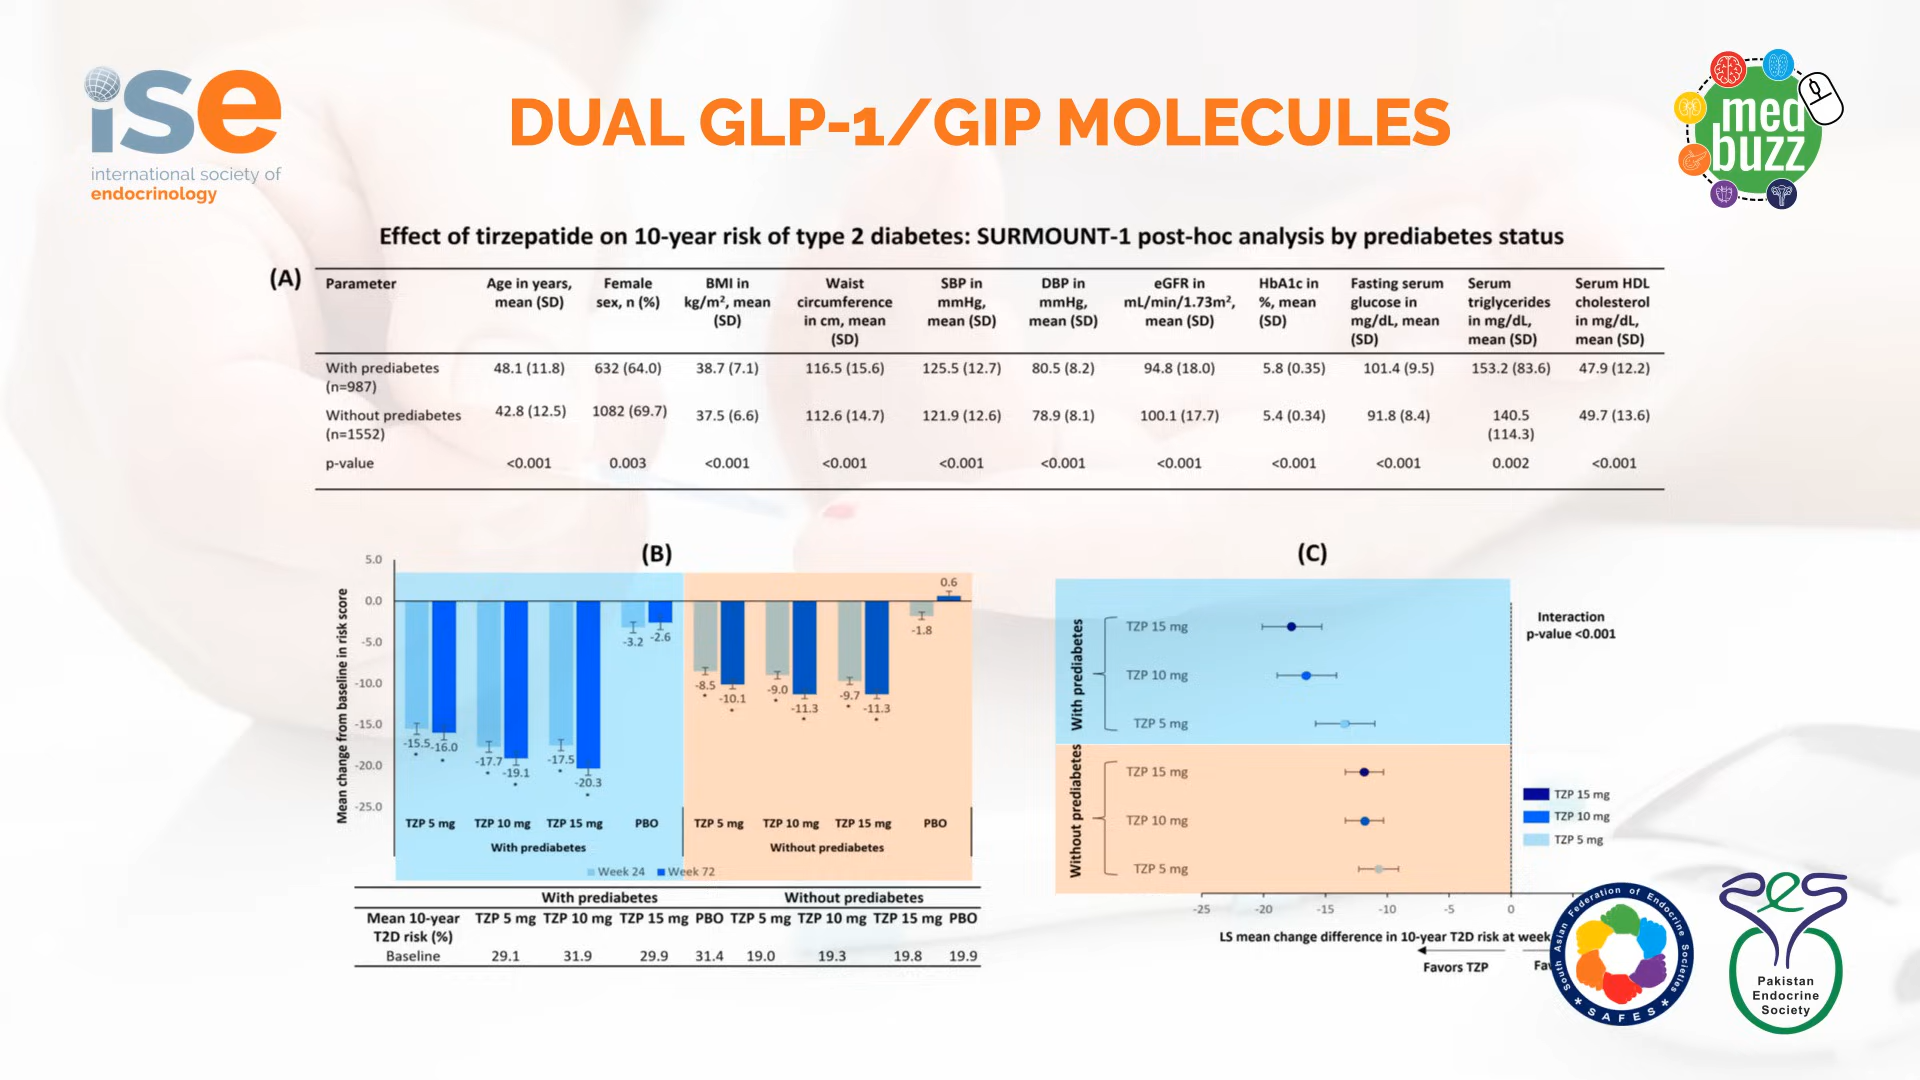 ise
international society of
endocrinology
DUAL GLP-1/GIP MOLECULES
med
buzz
Effect of tirzepatide on 10-year risk of type 2 diabetes: SURMOUNT-1 post-hoc analysis by prediabetes status
(A)
Parameter Age in years, mean (SD) Female sex, n (%) BMI in kg/m², mean (SD) Waist circumference in cm, mean (SD) SBP in mmHg, mean (SD) DBP in mmHg, mean (SD) eGFR in mL/min/1.73m², mean (SD) HbA1c in %, mean (SD) Fasting serum glucose in mg/dL, mean (SD) Serum triglycerides in mg/dL, mean (SD) Serum HDL cholesterol in mg/dL, mean (SD)
With prediabetes (n=987) 48.1 (11.8) 632 (64.0) 38.7 (7.1) 116.5 (15.6) 125.5 (12.7) 80.5 (8.2) 94.8 (18.0) 5.8 (0.35) 101.4 (9.5) 153.2 (83.6) 47.9 (12.2)
Without prediabetes (n=1552) 42.8 (12.5) 1082 (69.7) 37.5 (6.6) 112.6 (14.7) 121.9 (12.6) 78.9 (8.1) 100.1 (17.7) 5.4 (0.34) 91.8 (8.4) 140.5 (114.3) 49.7 (13.6)
p-value <0.001 0.003 <0.001 <0.001 <0.001 <0.001 <0.001 <0.001 <0.001 0.002 <0.001
(B)
Mean change from baseline in risk score
5.0
0.0
-5.0
-10.0
-15.0
-20.0
-25.0
-15.5 -16.0 -17.7 -19.1 -17.5 -20.3 -3.2 -2.6 -8.5 -10.1 -9.0 -11.3 -9.7 -11.3 -1.8 0.6
TZP 5 mg TZP 10 mg TZP 15 mg PBO TZP 5 mg TZP 10 mg TZP 15 mg PBO
With prediabetes Without prediabetes
Week 24 Week 72
With prediabetes Without prediabetes
Mean 10-year TZP 5 mg TZP 10 mg TZP 15 mg PBO TZP 5 mg TZP 10 mg TZP 15 mg PBO
T2D risk (%)
Baseline 29.1 31.9 29.9 31.4 19.0 19.3 19.8 19.9
(C)
With prediabetes
TZP 15 mg
TZP 10 mg
TZP 5 mg
Without prediabetes
TZP 15 mg
TZP 10 mg
TZP 5 mg
Interaction
p-value <0.001
TZP 15 mg
TZP 10 mg
TZP 5 mg
-25 -20 -15 -10 -5 0
LS mean change difference in 10-year T2D risk at week
Favors TZP
South Asian Federation of Endocrine Societies
SAFES
PES
Pakistan
Endocrine
Society